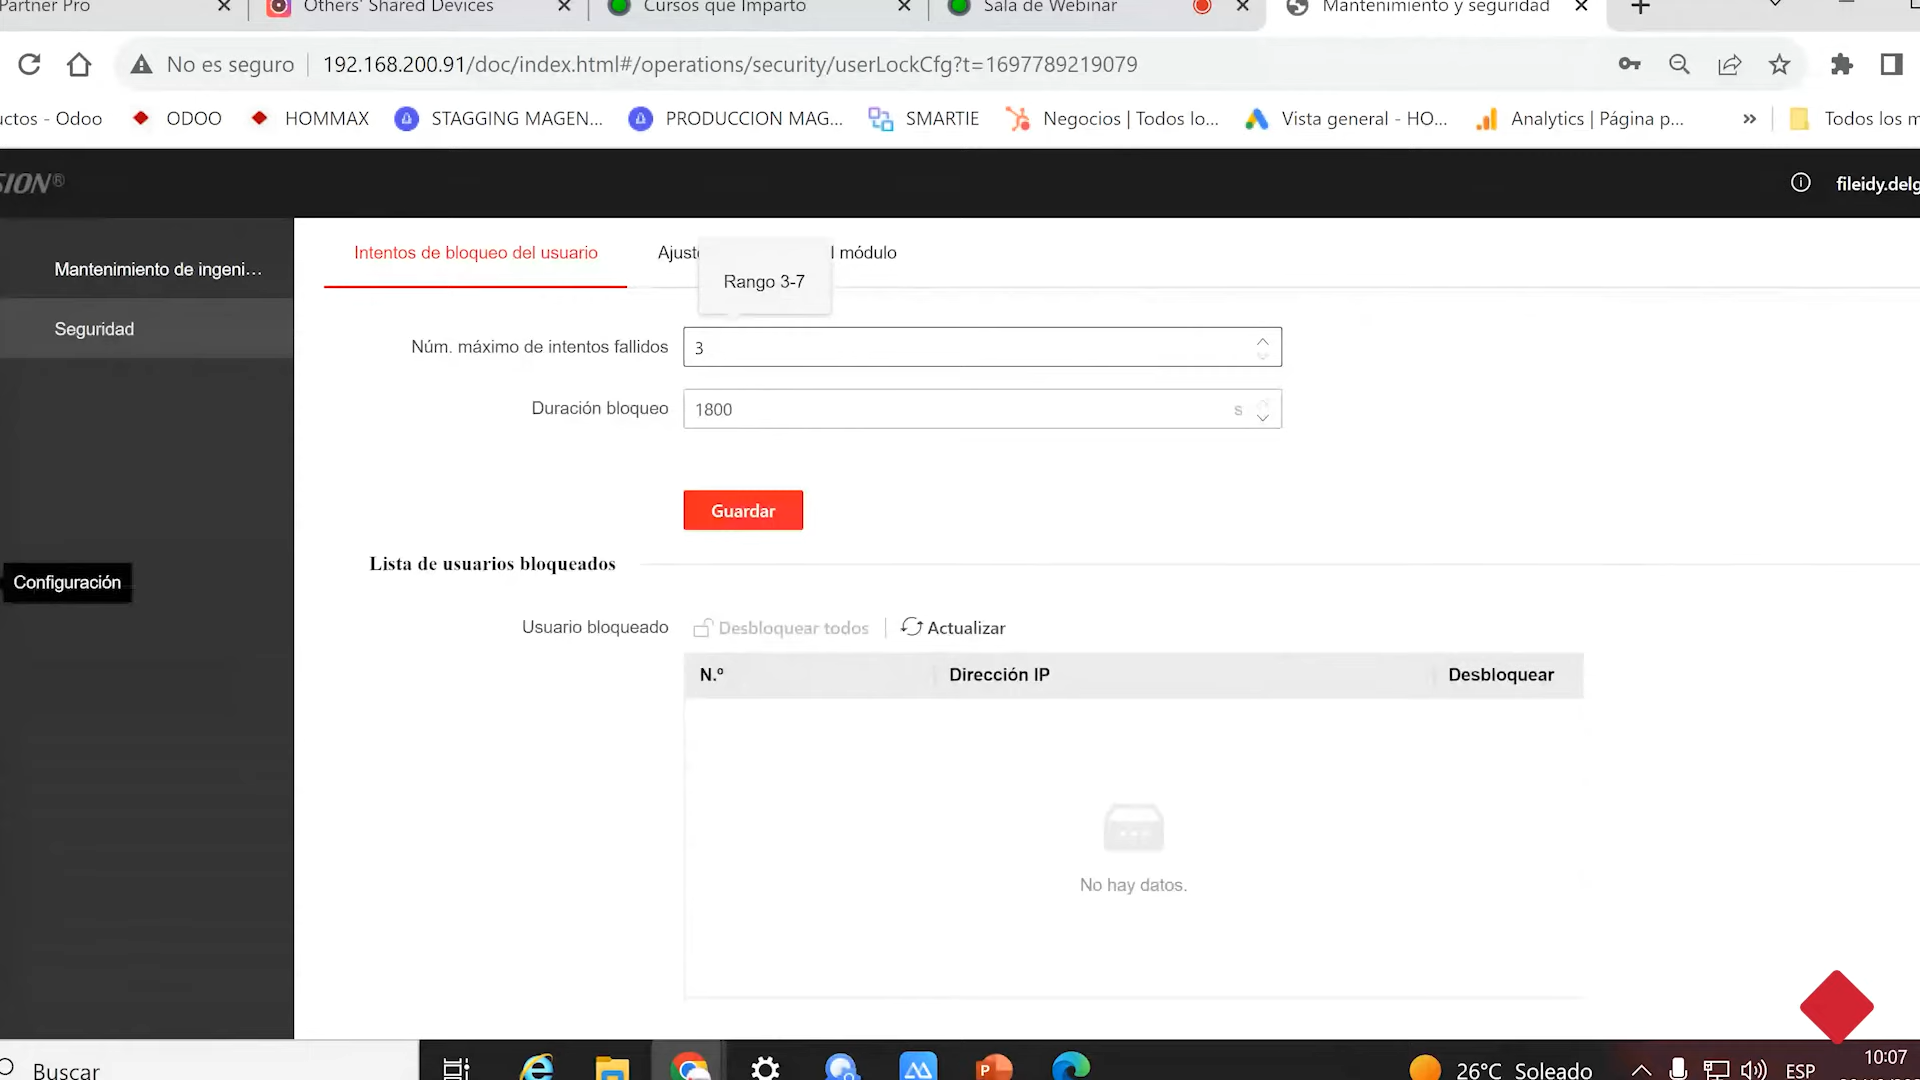 Partner Pro
Others' Shared Devices
Cursos que Imparto
Sala de Webinar
Mantenimiento y seguridad
No es seguro
192.168.200.91/doc/index.html#/operations/security/userLockCfg?t=1697789219079
uctos - Odoo
ODOO
HOMMAX
STAGGING MAGEN...
PRODUCCION MAG...
SMARTIE
Negocios | Todos lo...
Vista general - HO...
Analytics | Página p...
»
Todos los m
SION®
fileidy.delg
Mantenimiento de ingeni...
Seguridad
Configuración
Intentos de bloqueo del usuario
Ajust
l módulo
Rango 3-7
Núm. máximo de intentos fallidos
3
Duración bloqueo
1800
s
Guardar
Lista de usuarios bloqueados
Usuario bloqueado
Desbloquear todos
Actualizar
N.º
Dirección IP
Desbloquear
No hay datos.
Buscar
26°C Soleado
ESP
10:07